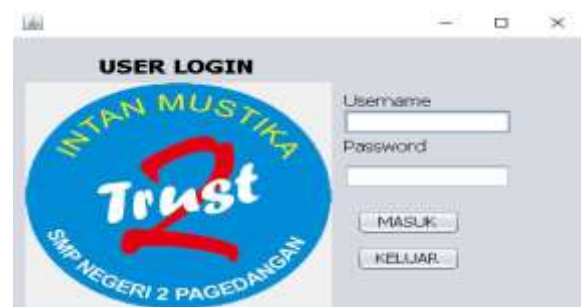 USER LOGIN
INTAN MUSTIKA
2
Trust
SMP NEGERI 2 PAGEDANGAN
Username
Password
MASUK
KELUAR